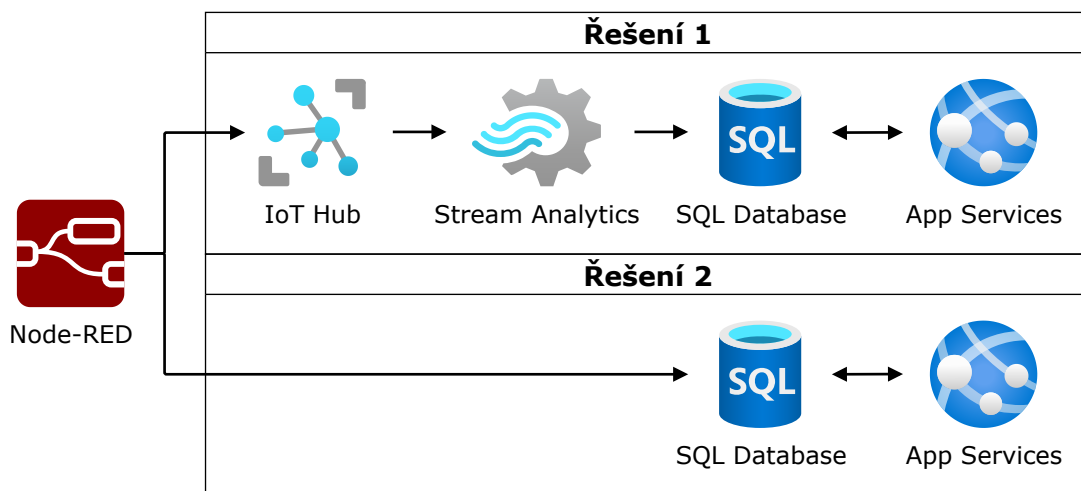 Řešení 1
SQL
IoT Hub
Stream Analytics
SQL Database
App Services
Node-RED
Řešení 2
SQL
SQL Database
App Services